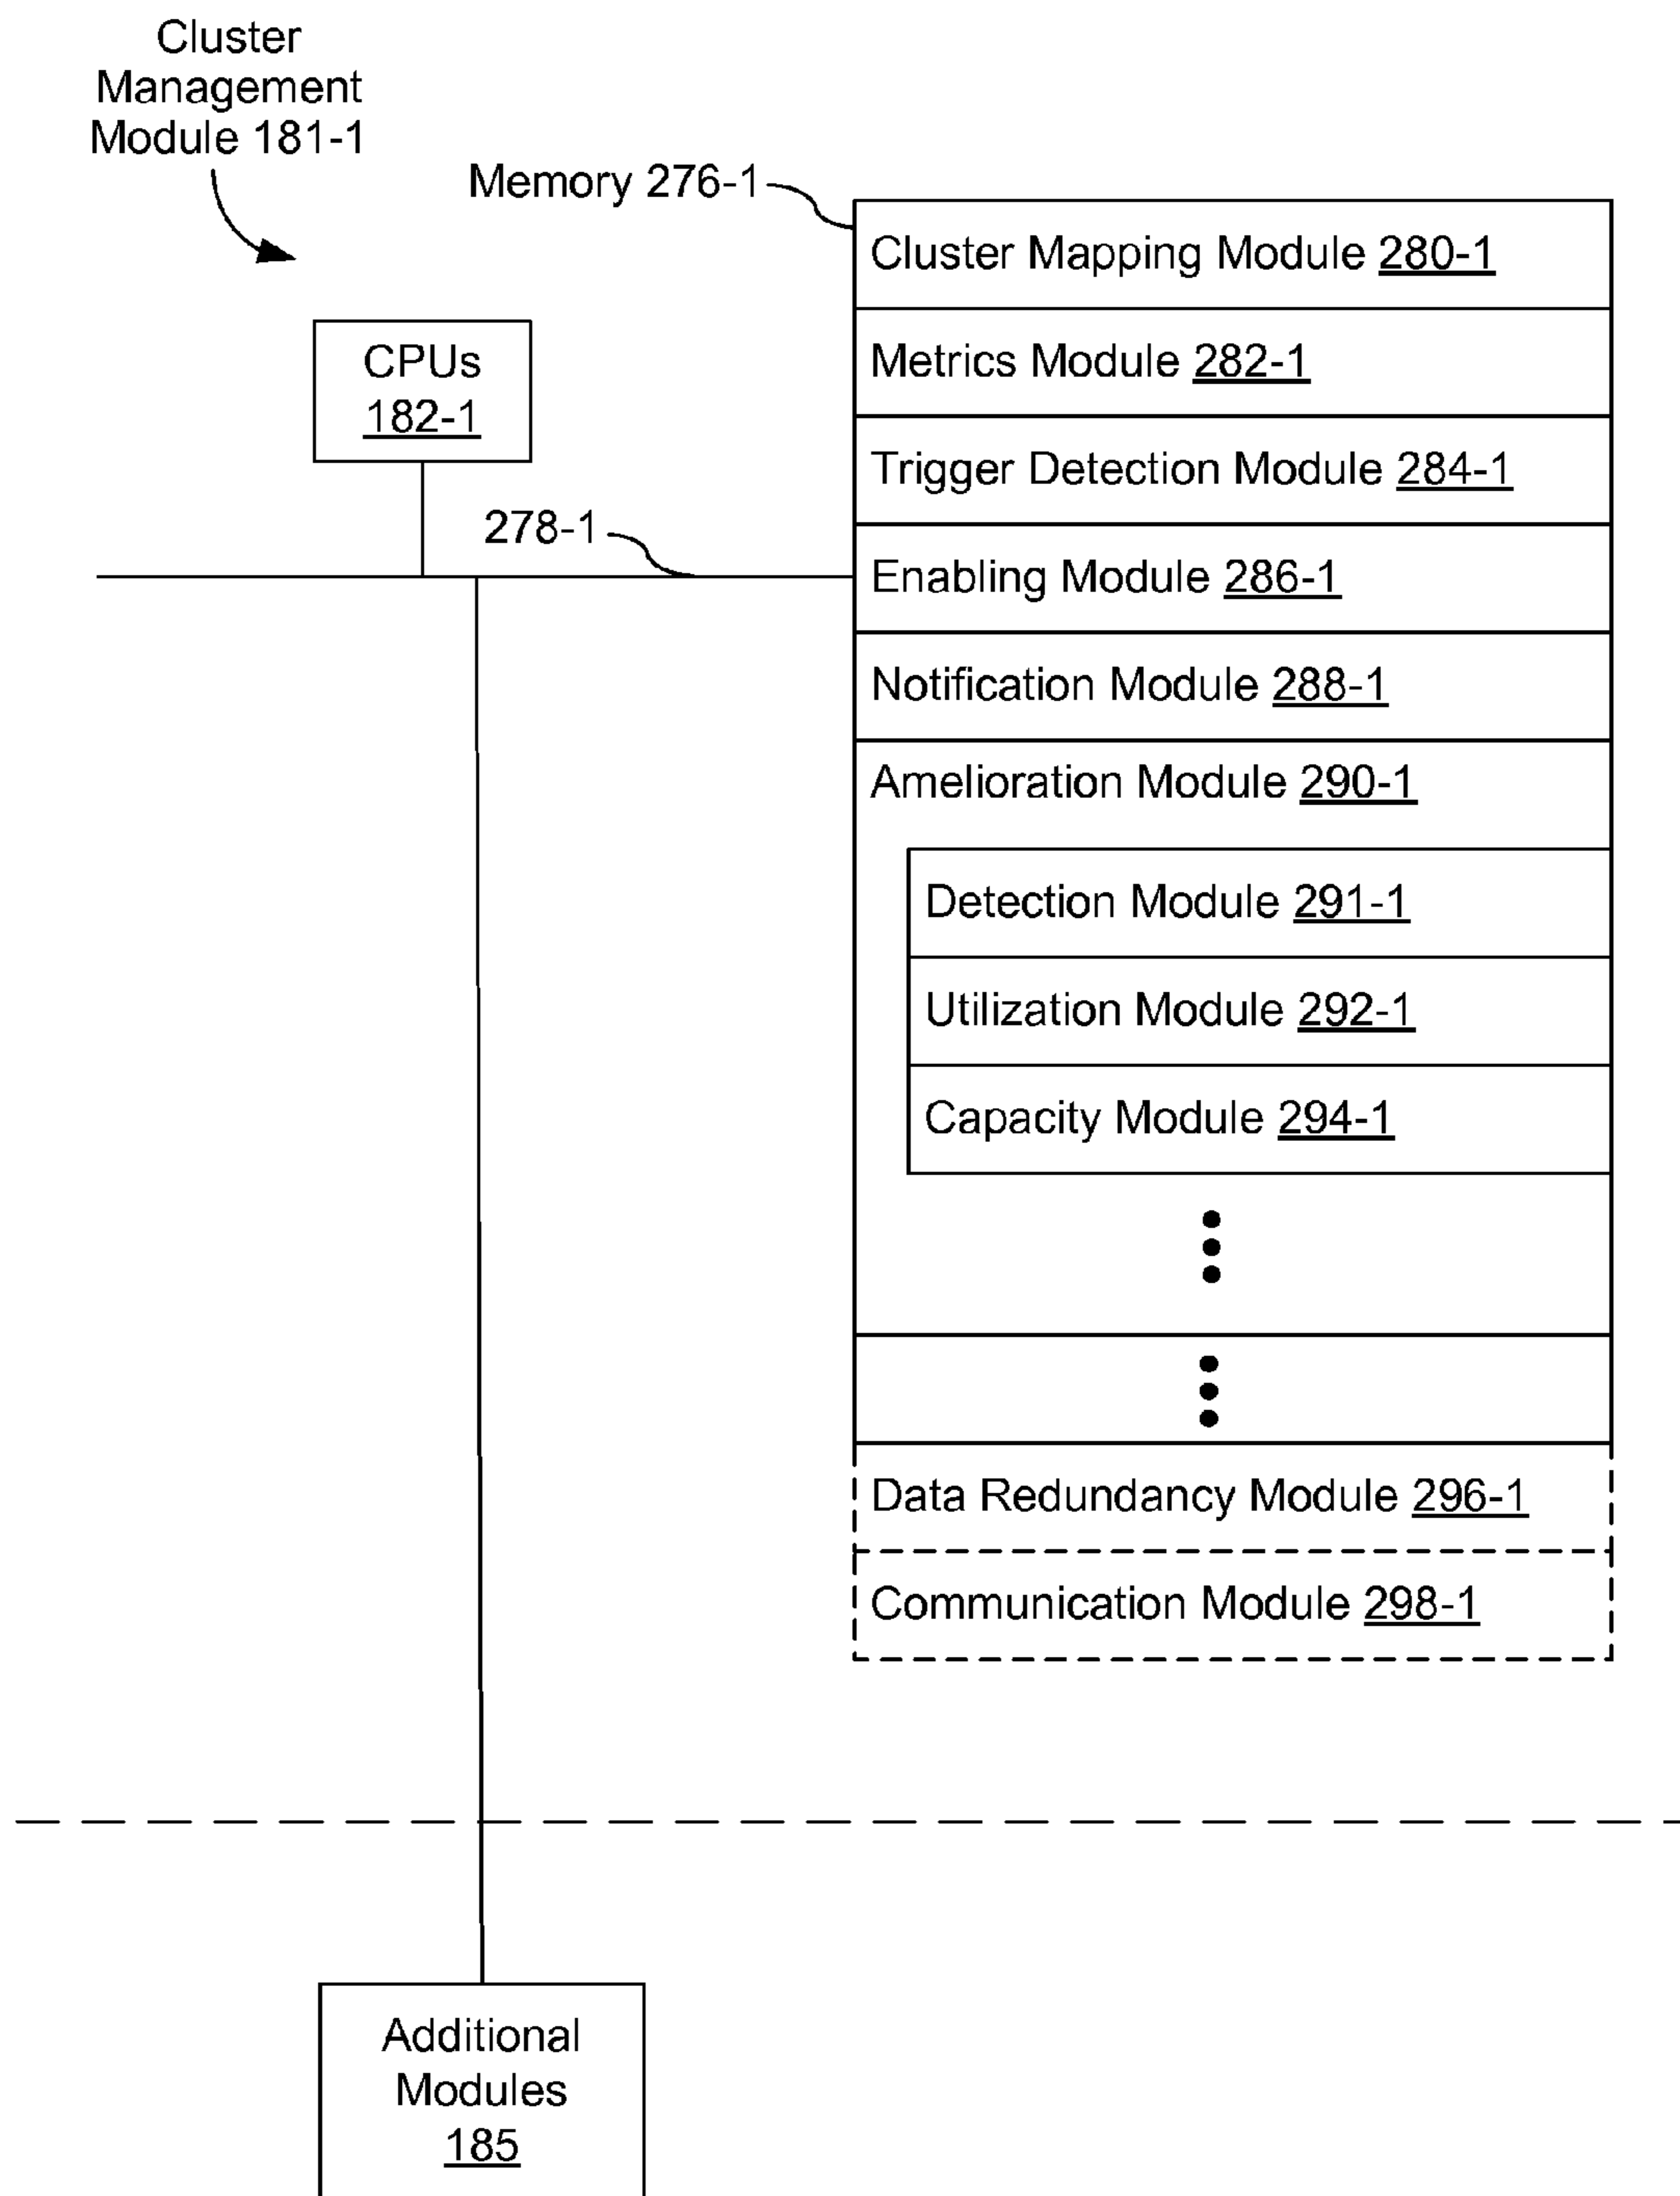 Cluster
Management
Module 181-1
Memory 276-1
Cluster Mapping Module 280-1
CPUs
182-1
Metrics Module 282-1
Trigger Detection Module 284-1
278-1
Enabling Module 286-1
Notification Module 288-1
Amelioration Module 290-1
Detection Module 291-1
Utilization Module 292-1
Capacity Module 294-1
Data Redundancy Module 296-1
Communication Module 298-1
Additional
Modules
185